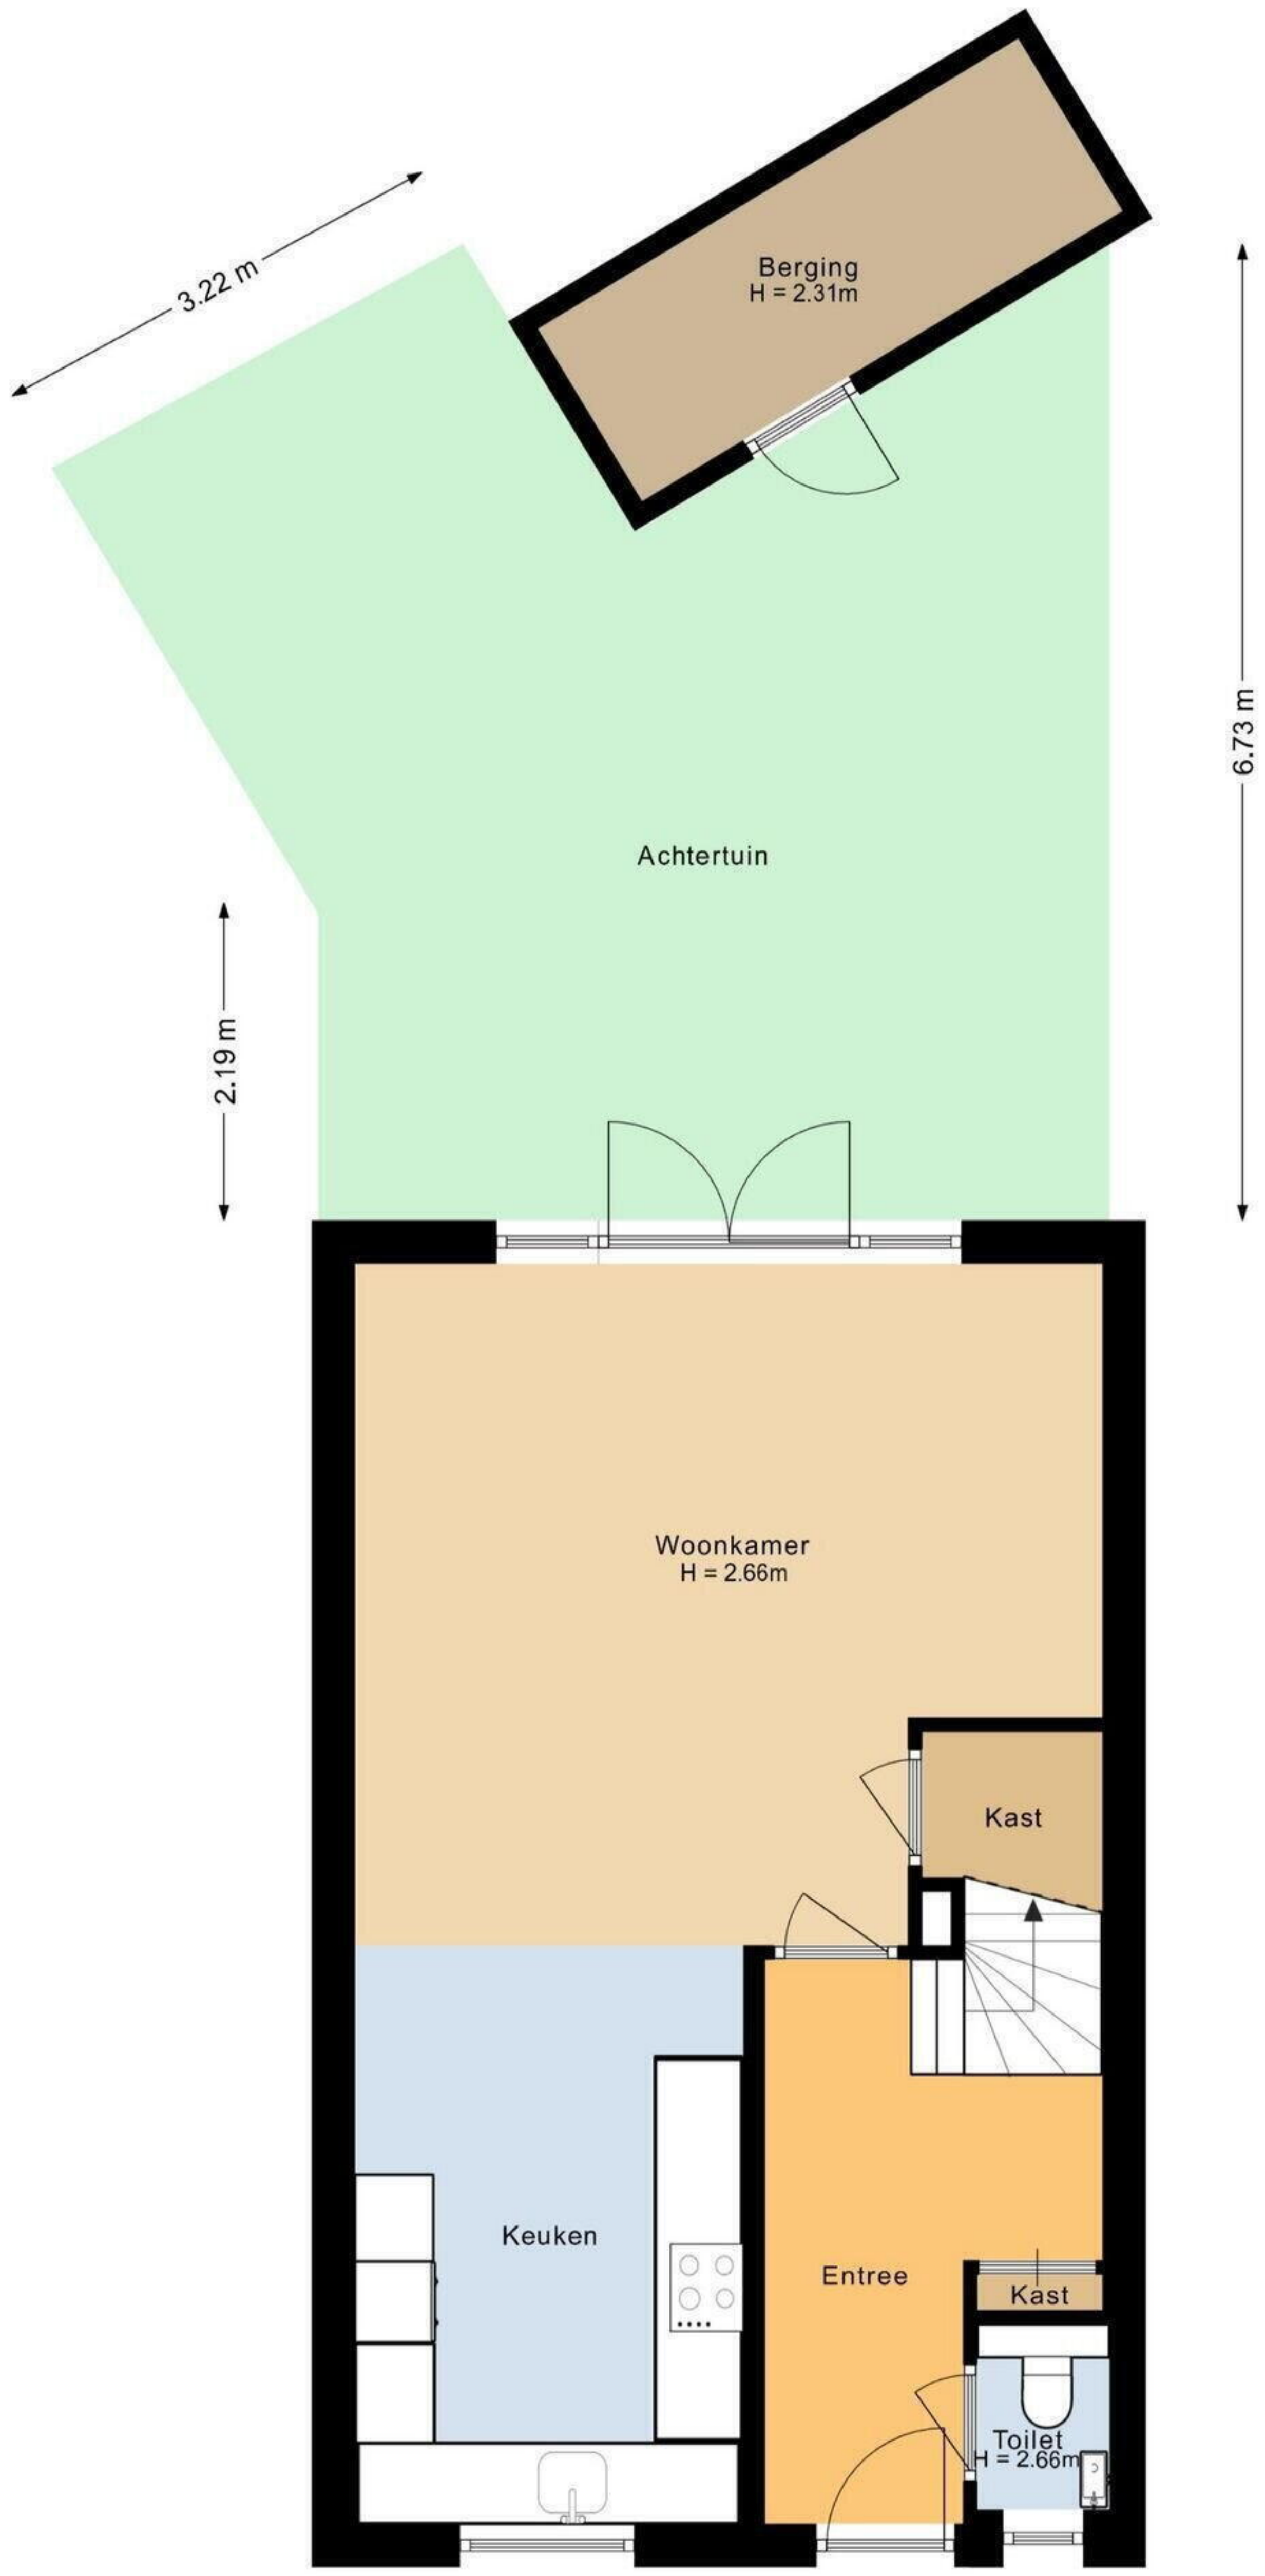 3.22 m
Berging
H = 2.31m
6.73 m
Achtertuin
2.19 m
Woonkamer
H = 2.66m
Kast
Keuken
Entree
Kast
Toilet
H = 2.66m